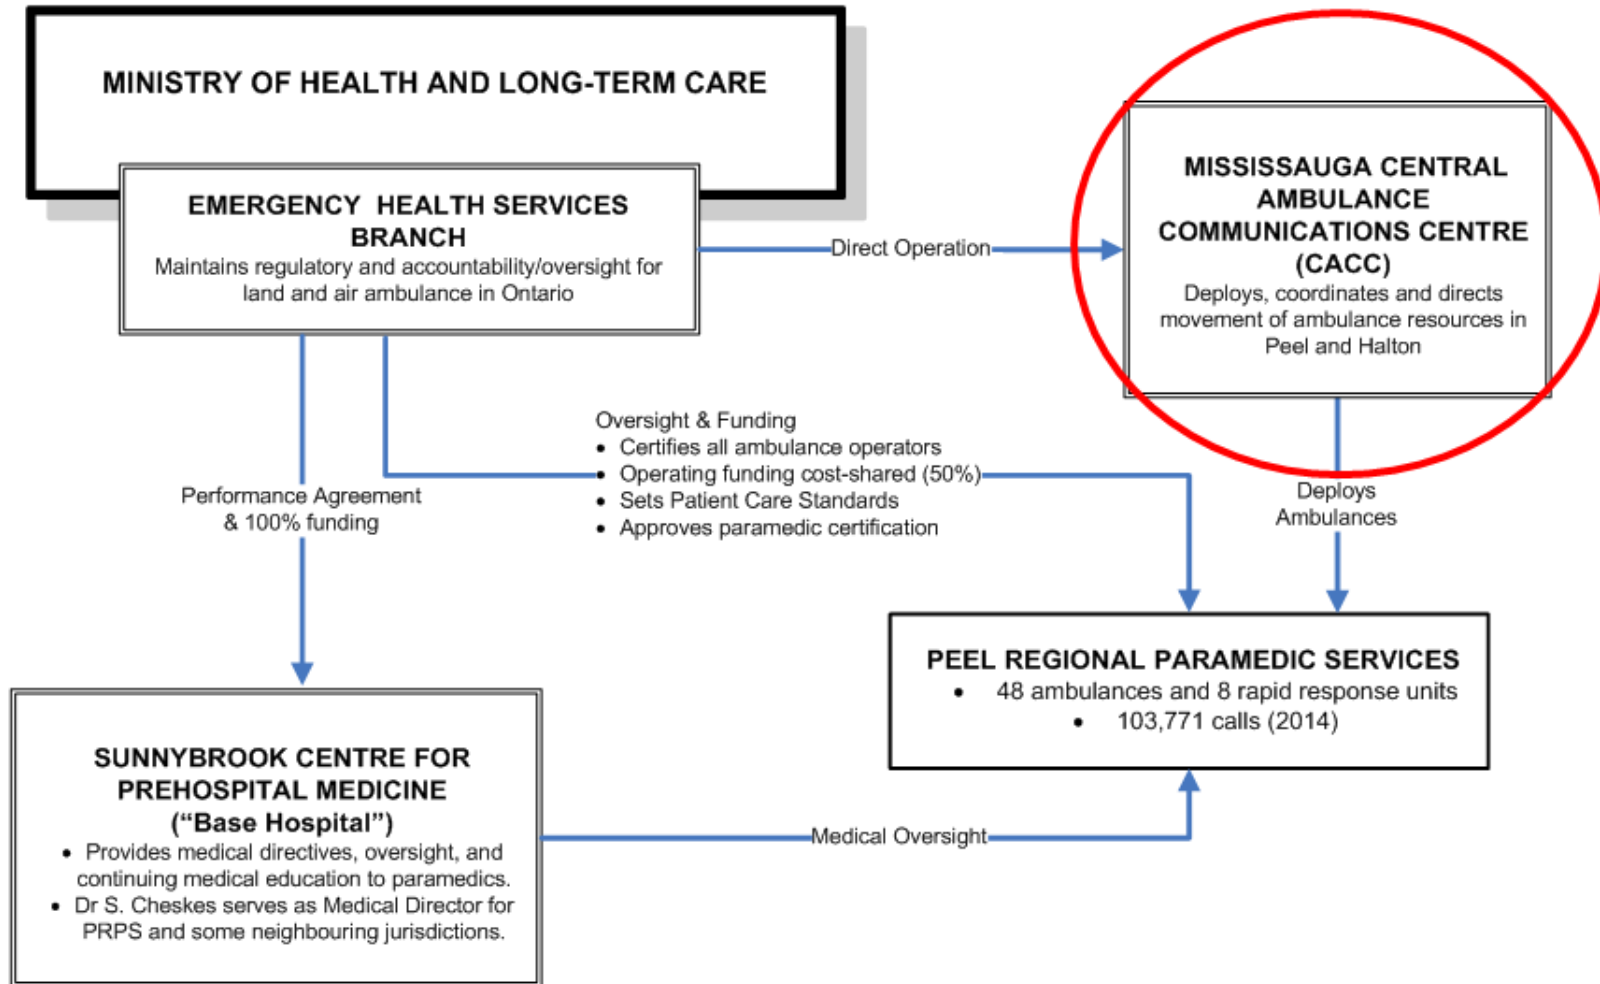 MINISTRY OF HEALTH AND LONG-TERM CARE
EMERGENCY HEALTH SERVICES
BRANCH
Maintains regulatory and accountability/oversight for
land and air ambulance in Ontario
Direct Operation
MISSISSAUGA CENTRAL
AMBULANCE
COMMUNICATIONS CENTRE
(CACC)
Deploys, coordinates and directs
movement of ambulance resources in
Peel and Halton
Oversight & Funding
• Certifies all ambulance operators
• Operating funding cost-shared (50%)
• Sets Patient Care Standards
• Approves paramedic certification
Performance Agreement
& 100% funding
Deploys
Ambulances
PEEL REGIONAL PARAMEDIC SERVICES
• 48 ambulances and 8 rapid response units
• 103,771 calls (2014)
SUNNYBROOK CENTRE FOR
PREHOSPITAL MEDICINE
(“Base Hospital”)
• Provides medical directives, oversight, and
continuing medical education to paramedics.
• Dr S. Cheskes serves as Medical Director for
PRPS and some neighbouring jurisdictions.
Medical Oversight